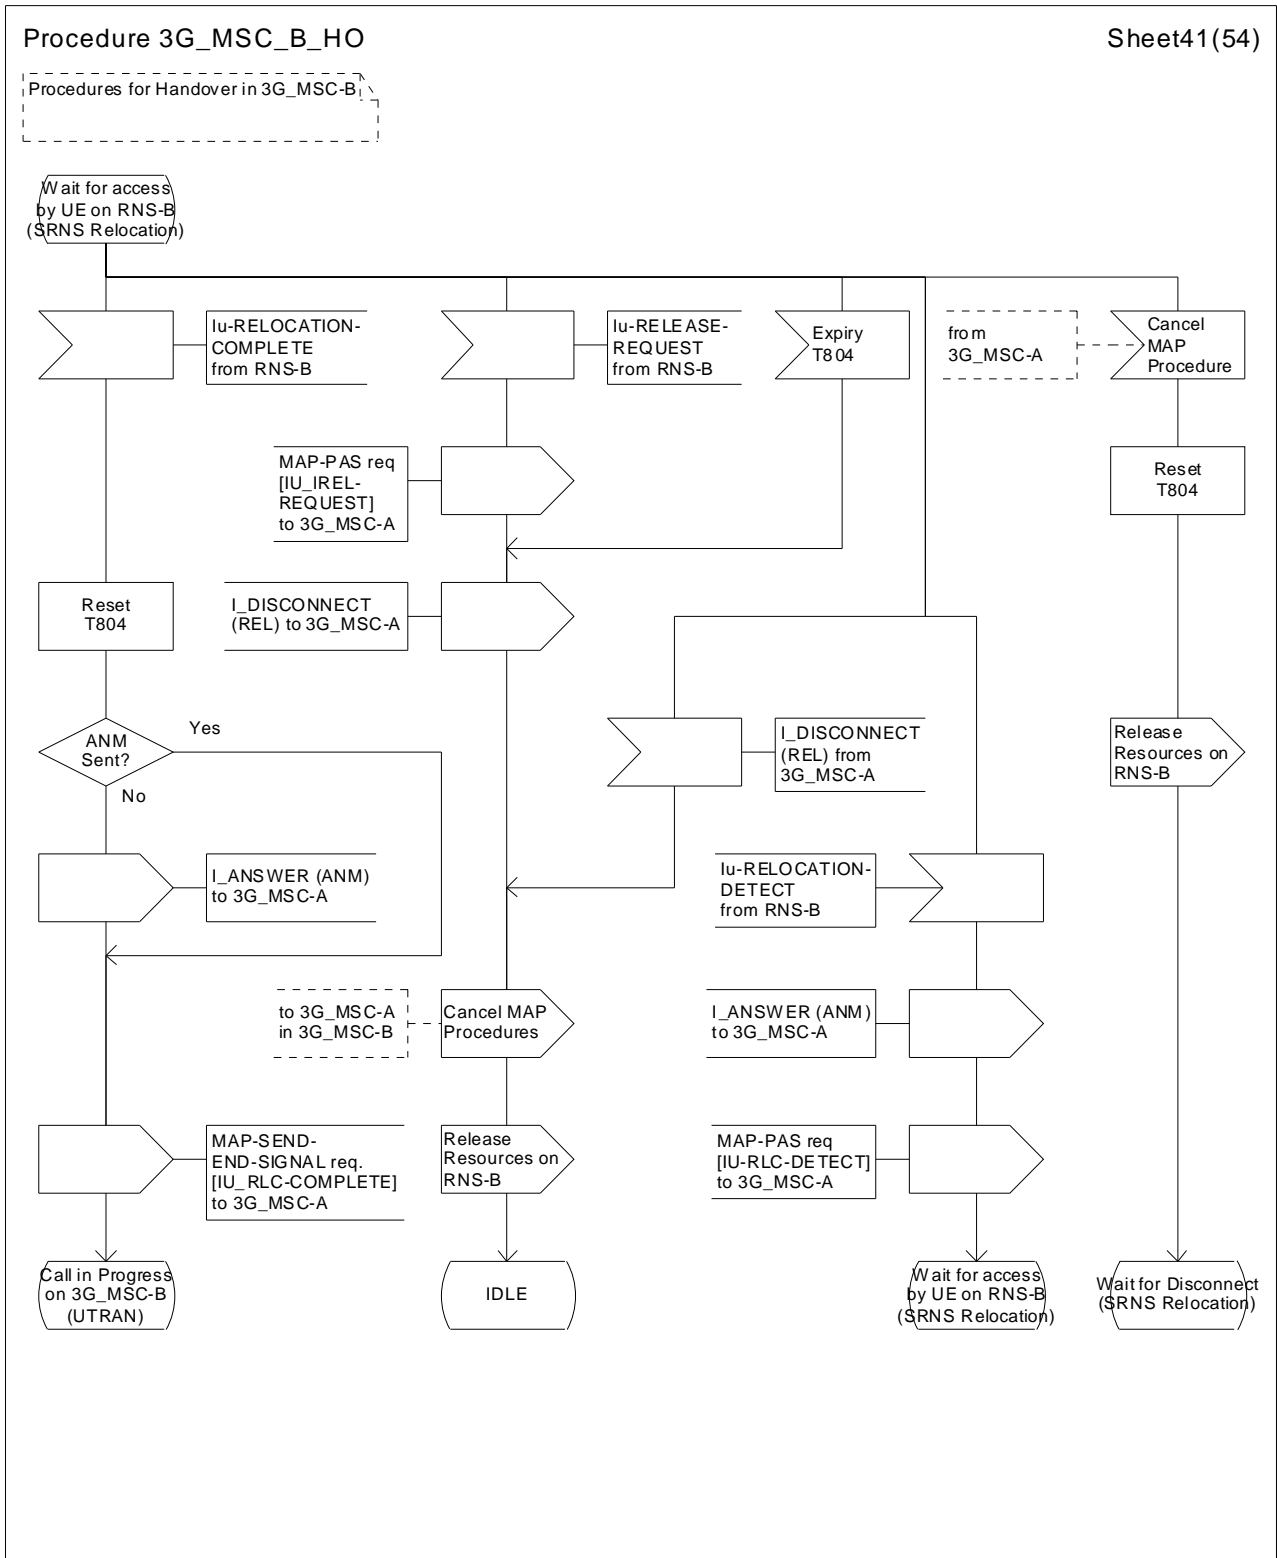 Procedure 3G_MSC_B_HO
Sheet41(54)
Procedures for Handover in 3G_MSC-B
Wait for access
by UE on RNS-B
(SRNS Relocation)
Iu-RELOCATION-
COMPLETE
from RNS-B
Iu-RELEASE-
REQUEST
from RNS-B
Expiry
T804
from
3G_MSC-A
Cancel
MAP
Procedure
MAP-PAS req
[IU_IREL-
REQUEST]
to 3G_MSC-A
Reset
T804
Reset
T804
I_DISCONNECT
(REL) to 3G_MSC-A
ANM
Sent?
Yes
No
I_DISCONNECT
(REL) from
3G_MSC-A
Release
Resources on
RNS-B
I_ANSWER (ANM)
to 3G_MSC-A
Iu-RELOCATION-
DETECT
from RNS-B
to 3G_MSC-A
in 3G_MSC-B
Cancel MAP
Procedures
I_ANSWER (ANM)
to 3G_MSC-A
MAP-SEND-
END-SIGNAL req.
[IU_RLC-COMPLETE]
to 3G_MSC-A
Release
Resources on
RNS-B
MAP-PAS req
[IU-RLC-DETECT]
to 3G_MSC-A
Call in Progress
on 3G_MSC-B
(UTRAN)
IDLE
Wait for access
by UE on RNS-B
(SRNS Relocation)
Wait for Disconnect
(SRNS Relocation)